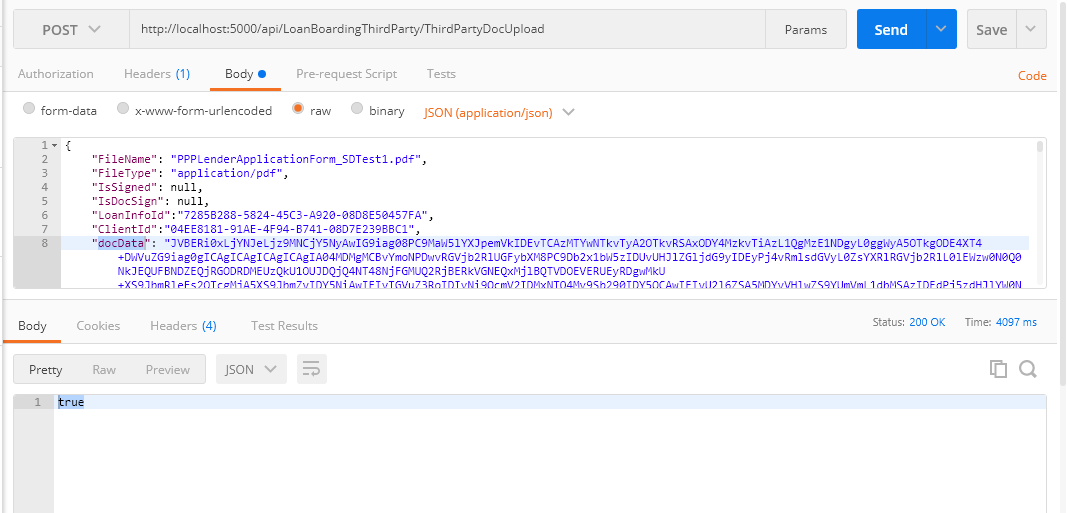 POST http://localhost:5000/api/LoanBoardingThirdParty/ThirdPartyDocUpload Params Send Save
Authorization Headers (1) Body Pre-request Script Tests Code
form-data x-www-form-urlencoded raw binary JSON (application/json)
1 {
2 "FileName": "PPPLenderApplicationForm_SDTest1.pdf",
3 "FileType": "application/pdf",
4 "IsSigned": null,
5 "IsDocSign": null,
6 "LoanInfoId":"7285B288-5824-45C3-A920-08D8E50457FA",
7 "ClientId":"04EE8181-91AE-4F94-B741-08D7E239BBC1",
8 "docData":
Body Cookies Headers (4) Test Results Status: 200 OK Time: 4097 ms
Pretty Raw Preview JSON
1 true